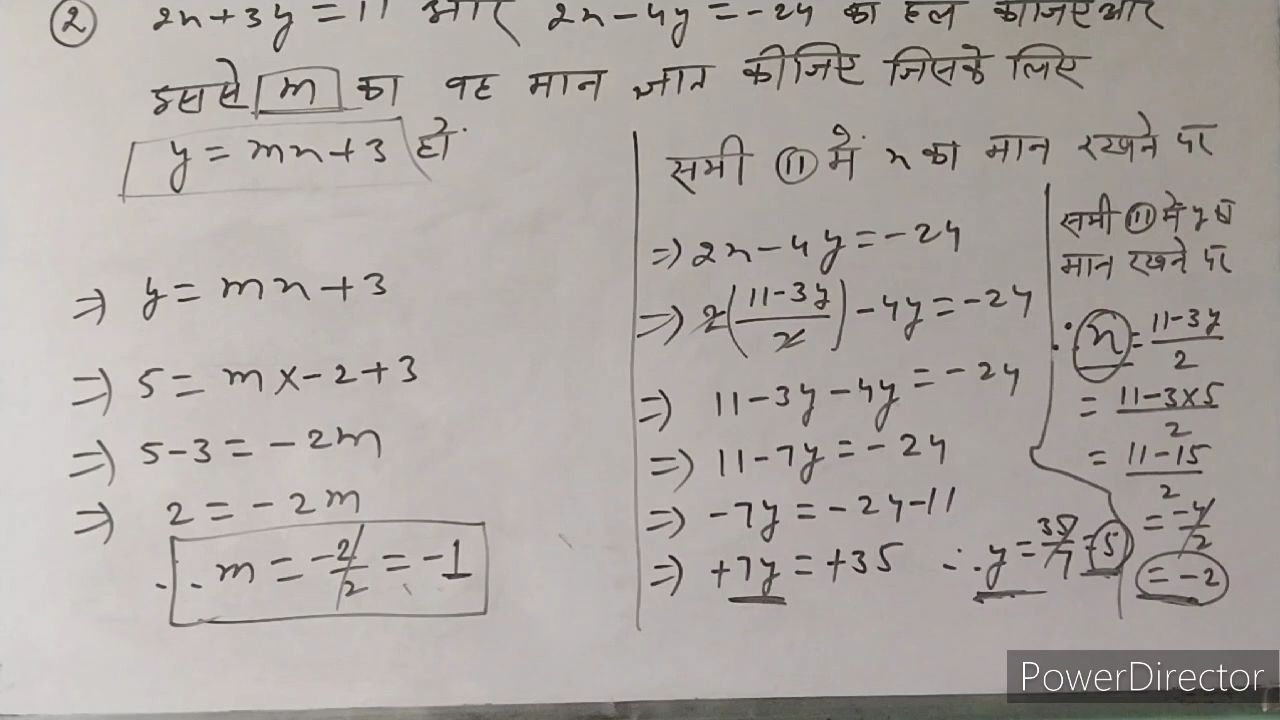 ② 2x+3y=11 और 2x-4y=-24 का हल कीजिए और
इससे m का वह मान ज्ञात कीजिए जिसके लिए
y=mx+3 हो.
⇒ y=mx+3
⇒ 5=m×-2+3
⇒ 5-3=-2m
⇒ 2=-2m
∴ m=-2/2=-1
समी ⑪ में x का मान रखने पर
⇒ 2x-4y=-24
⇒ 2(11-3y/2)-4y=-24
⇒ 11-3y-4y=-24
⇒ 11-7y=-24
⇒ -7y=-24-11
⇒ +7y=+35 ∴ y=35/7=5
समी ⑪ में y का
मान रखने पर
∴ x=11-3y/2
=11-3×5/2
=11-15/2
=-4/2
=-2
PowerDirector